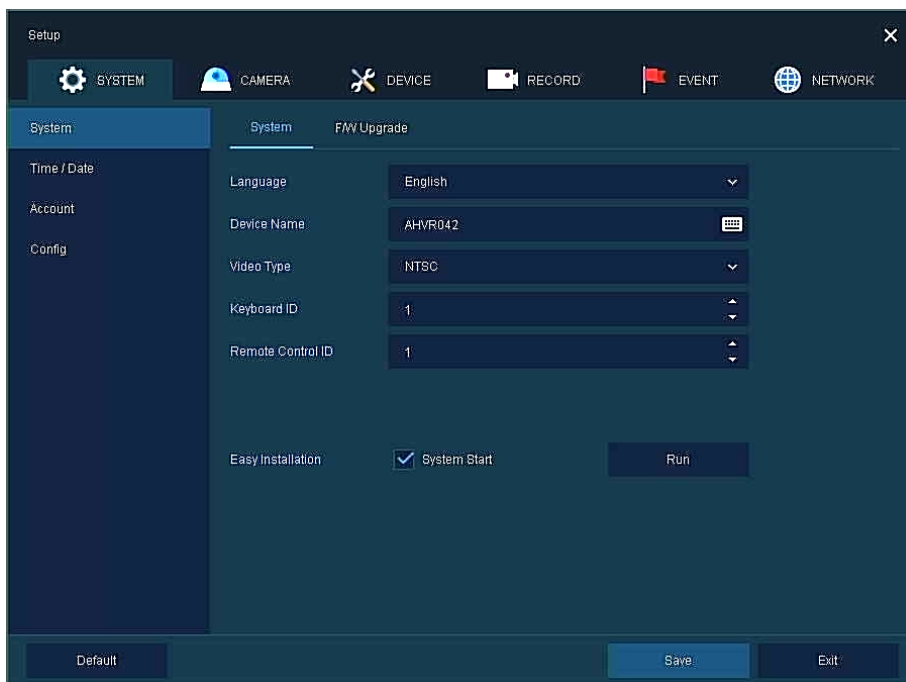 Setup
SYSTEM CAMERA DEVICE RECORD EVENT NETWORK
System
Time / Date
Account
Config
System F/W Upgrade
Language English
Device Name AHVR042
Video Type NTSC
Keyboard ID 1
Remote Control ID 1
Easy Installation System Start Run
Default Save Exit